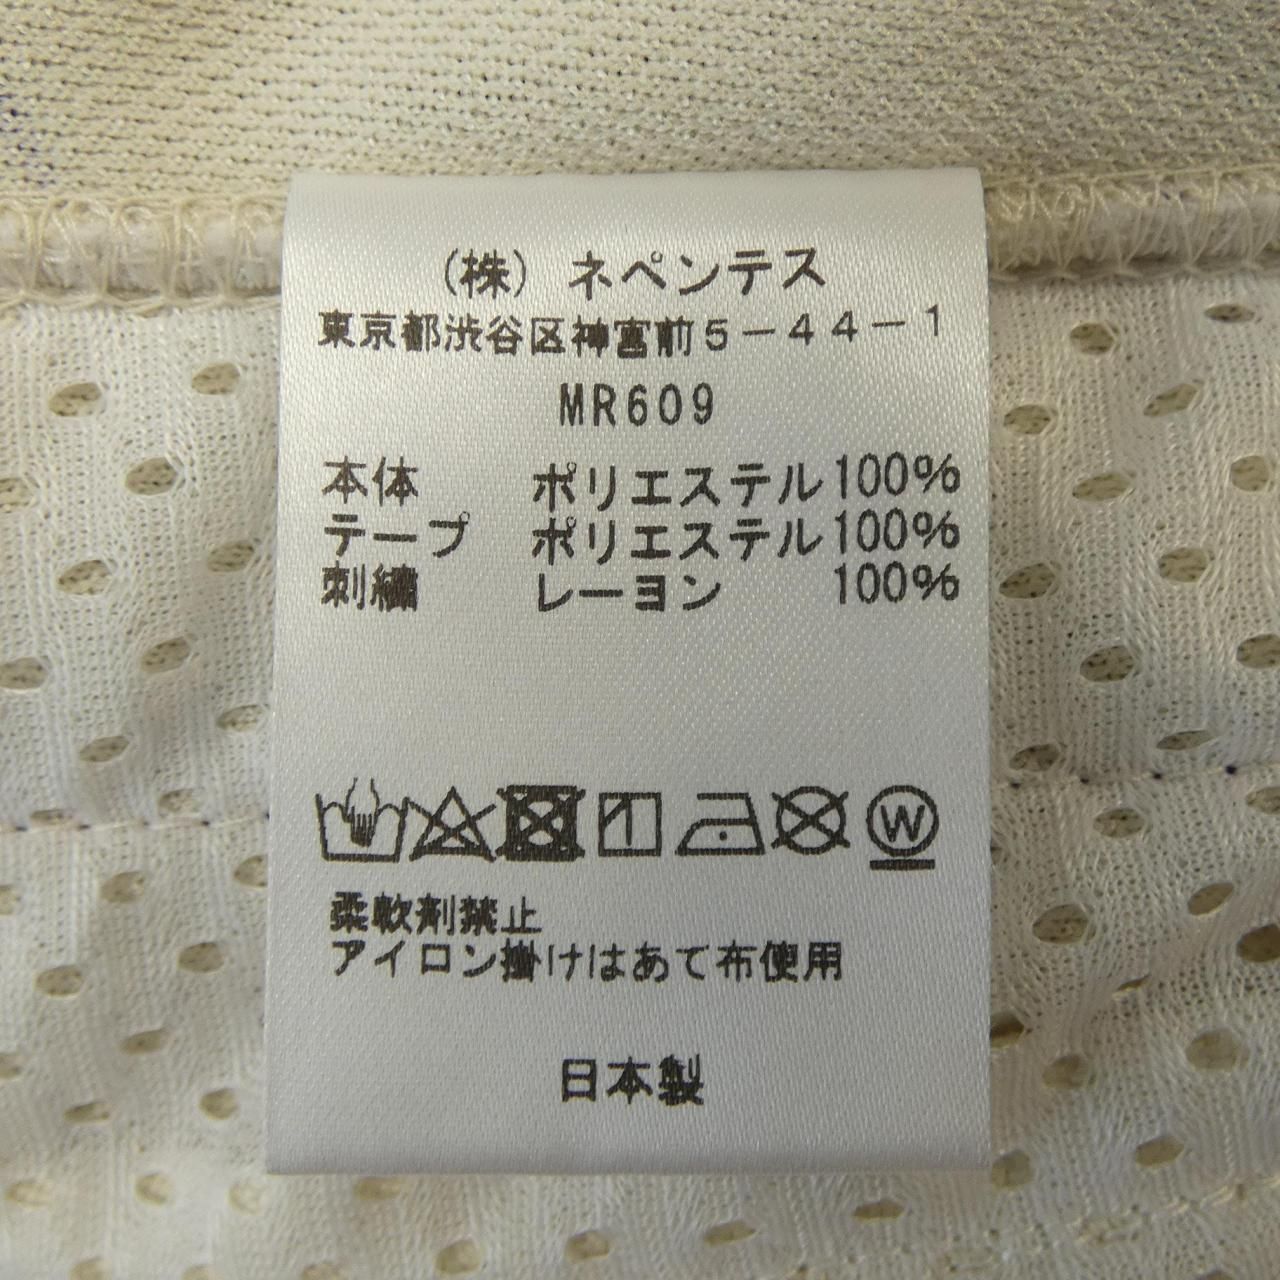 (株) ネペンテス
東京都渋谷区神宮前5-44-1
MR609
本体 ポリエステル100%
テープ ポリエステル100%
刺繍 レーヨン 100%
W
柔軟剤禁止
アイロン掛けはあて布使用
日本製